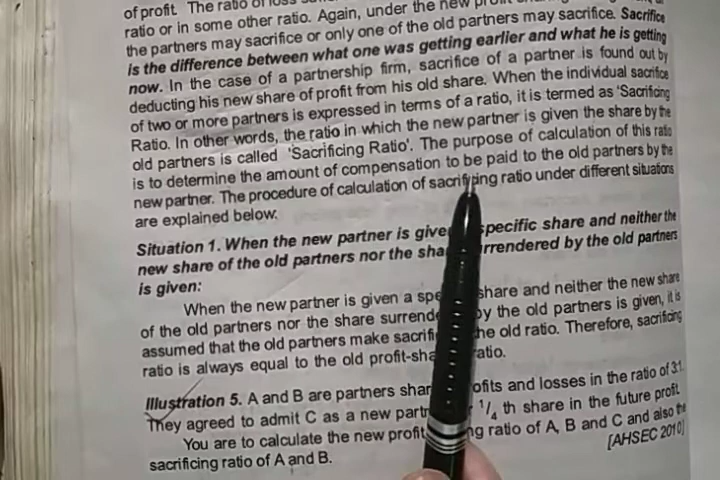 of profit. The ratio of
ratio or in some other ratio. Again, under the new
the partners may sacrifice or only one of the old partners may sacrifice. Sacrifice
is the difference between what one was getting earlier and what he is getting
now. In the case of a partnership firm, sacrifice of a partner is found out by
deducting his new share of profit from his old share. When the individual sacrifice
of two or more partners is expressed in terms of a ratio, it is termed as 'Sacrificing
Ratio. In other words, the ratio in which the new partner is given the share by the
old partners is called 'Sacrificing Ratio'. The purpose of calculation of this ratio
is to determine the amount of compensation to be paid to the old partners by the
new partner. The procedure of calculation of sacrificing ratio under different situations
are explained below:
Situation 1. When the new partner is give specific share and neither the
new share of the old partners nor the sha rrendered by the old partners
is given:
When the new partner is given a spe share and neither the new share
of the old partners nor the share surrende by the old partners is given, it is
assumed that the old partners make sacrifi he old ratio. Therefore, sacrificing
ratio is always equal to the old profit-sha ratio.
Illustration 5. A and B are partners shar ofits and losses in the ratio of 3:1.
They agreed to admit C as a new partn 1/4 th share in the future profit.
You are to calculate the new profit ng ratio of A, B and C and also the
sacrificing ratio of A and B. [AHSEC 2010]